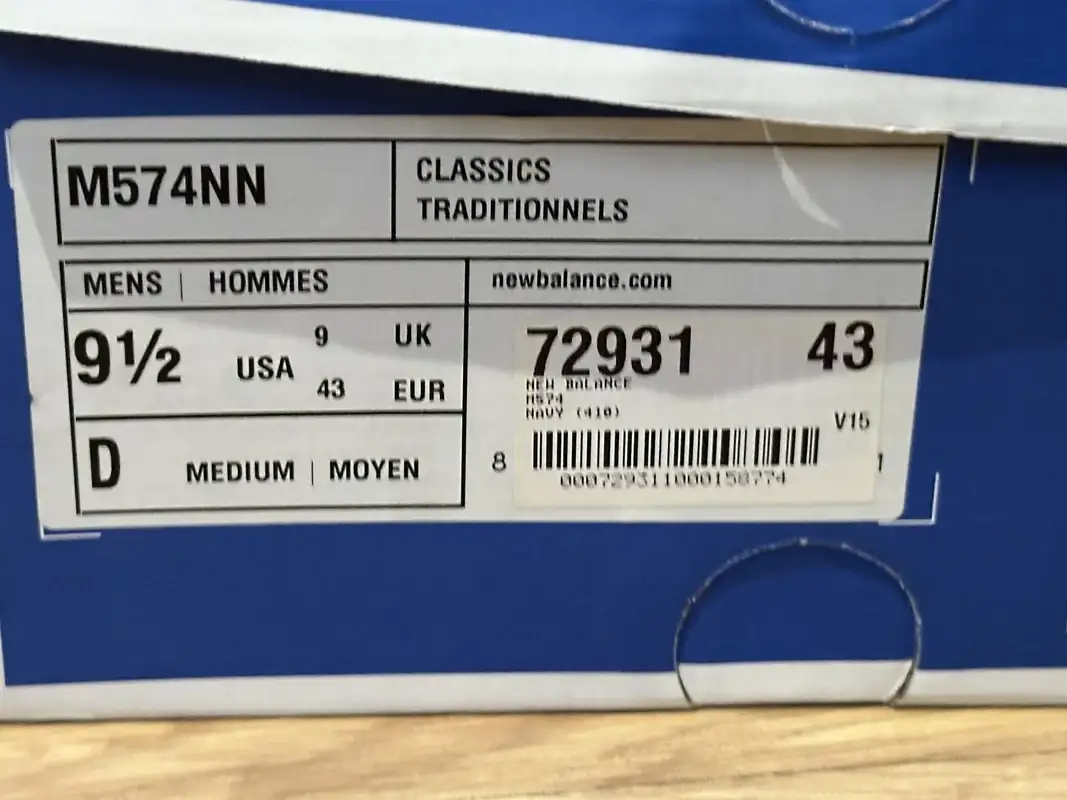 M574NN
CLASSICS
TRADITIONNELS
MENS | HOMMES
newbalance.com
9½ USA
9 UK
43 EUR
72931 43
NEW BALANCE
M574
NAVY (410)
V15
D MEDIUM | MOYEN
8
1
000729311000158774